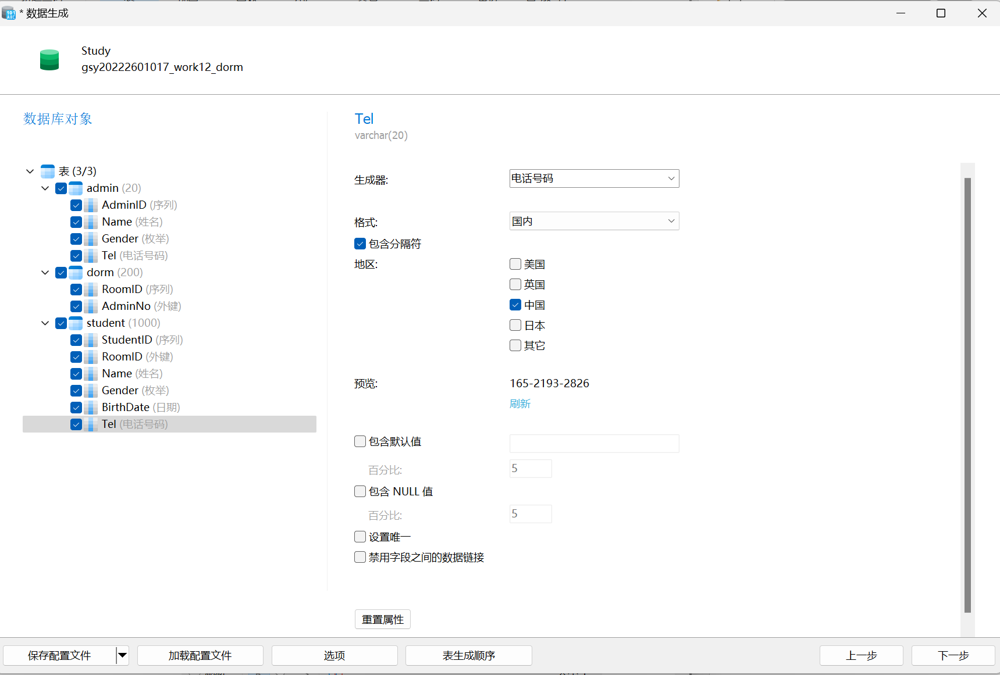 * 数据生成
Study
gsy20222601017_work12_dorm
数据库对象
表 (3/3)
admin (20)
AdminID (序列)
Name (姓名)
Gender (枚举)
Tel (电话号码)
dorm (200)
RoomID (序列)
AdminNo (外键)
student (1000)
StudentID (序列)
RoomID (外键)
Name (姓名)
Gender (枚举)
BirthDate (日期)
Tel (电话号码)
Tel
varchar(20)
生成器: 电话号码
格式: 国内
包含分隔符
地区: 美国
英国
中国
日本
其它
预览: 165-2193-2826
刷新
包含默认值
百分比: 5
包含 NULL 值
百分比: 5
设置唯一
禁用字段之间的数据链接
重置属性
保存配置文件 加载配置文件 选项 表生成顺序 上一步 下一步